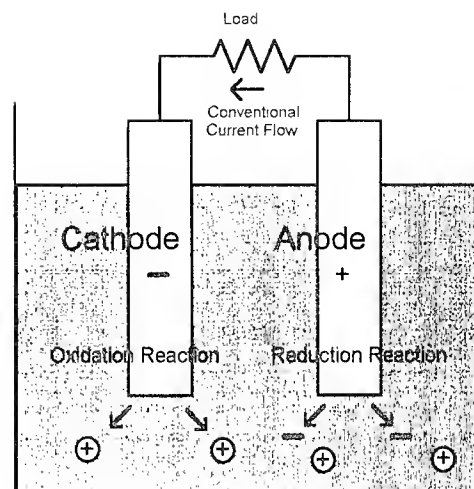 Load
Conventional
Current Flow
Cathode
Anode
−
+
Oxidation Reaction
Reduction Reaction
+
+
−
+
−
+